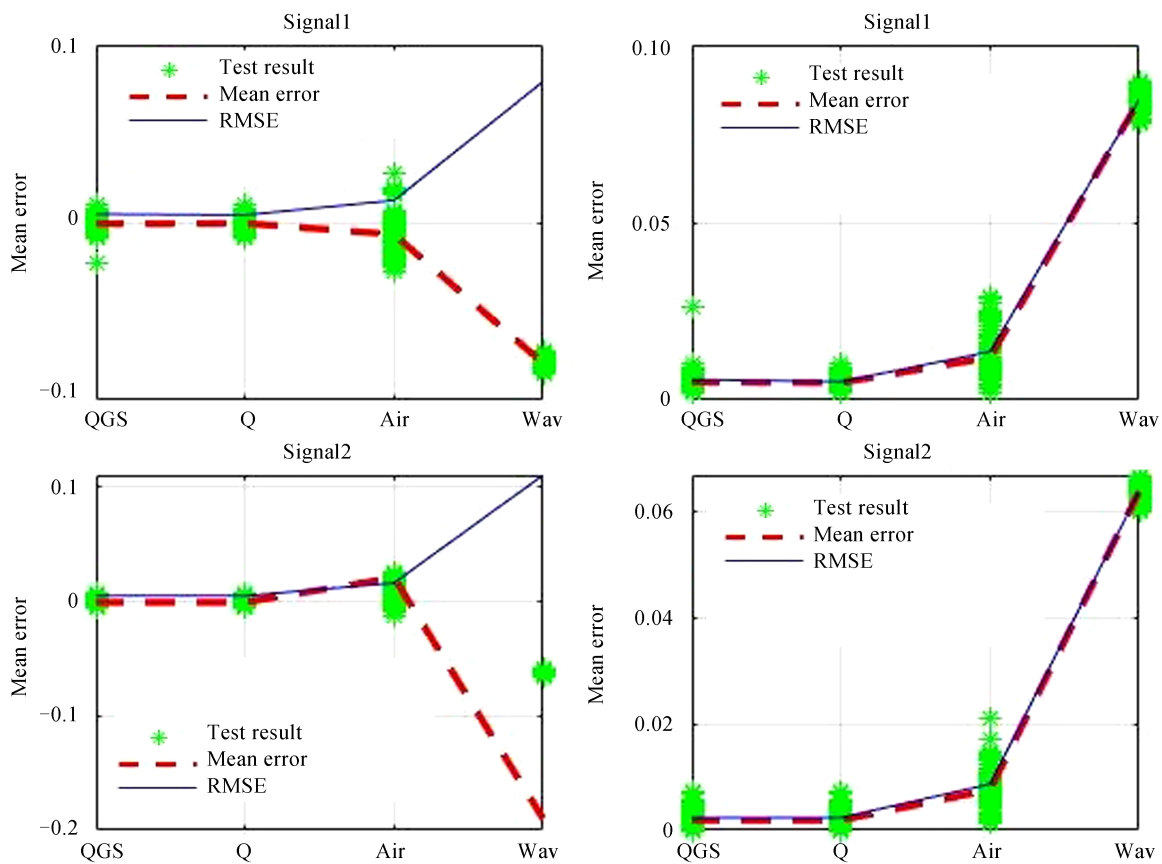 Signal1
0.1
0
−0.1
Mean error
Test result
Mean error
RMSE
QGS Q Air Wav
Signal1
0.10
0.05
0
Mean error
Test result
Mean error
RMSE
QGS Q Air Wav
Signal2
0.1
0
−0.1
−0.2
Mean error
Test result
Mean error
RMSE
QGS Q Air Wav
Signal2
0.06
0.04
0.02
0
Mean error
Test result
Mean error
RMSE
QGS Q Air Wav